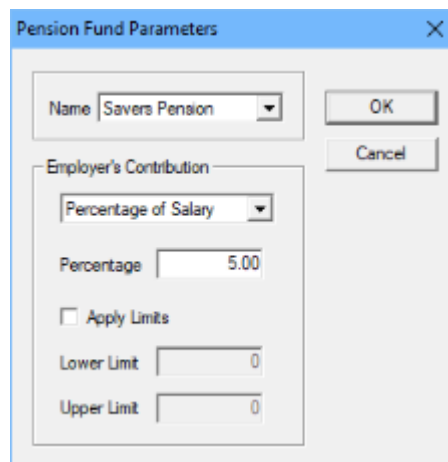 Pension Fund Parameters
Name Savers Pension
OK
Cancel
Employer's Contribution
Percentage of Salary
Percentage 5.00
Apply Limits
Lower Limit 0
Upper Limit 0